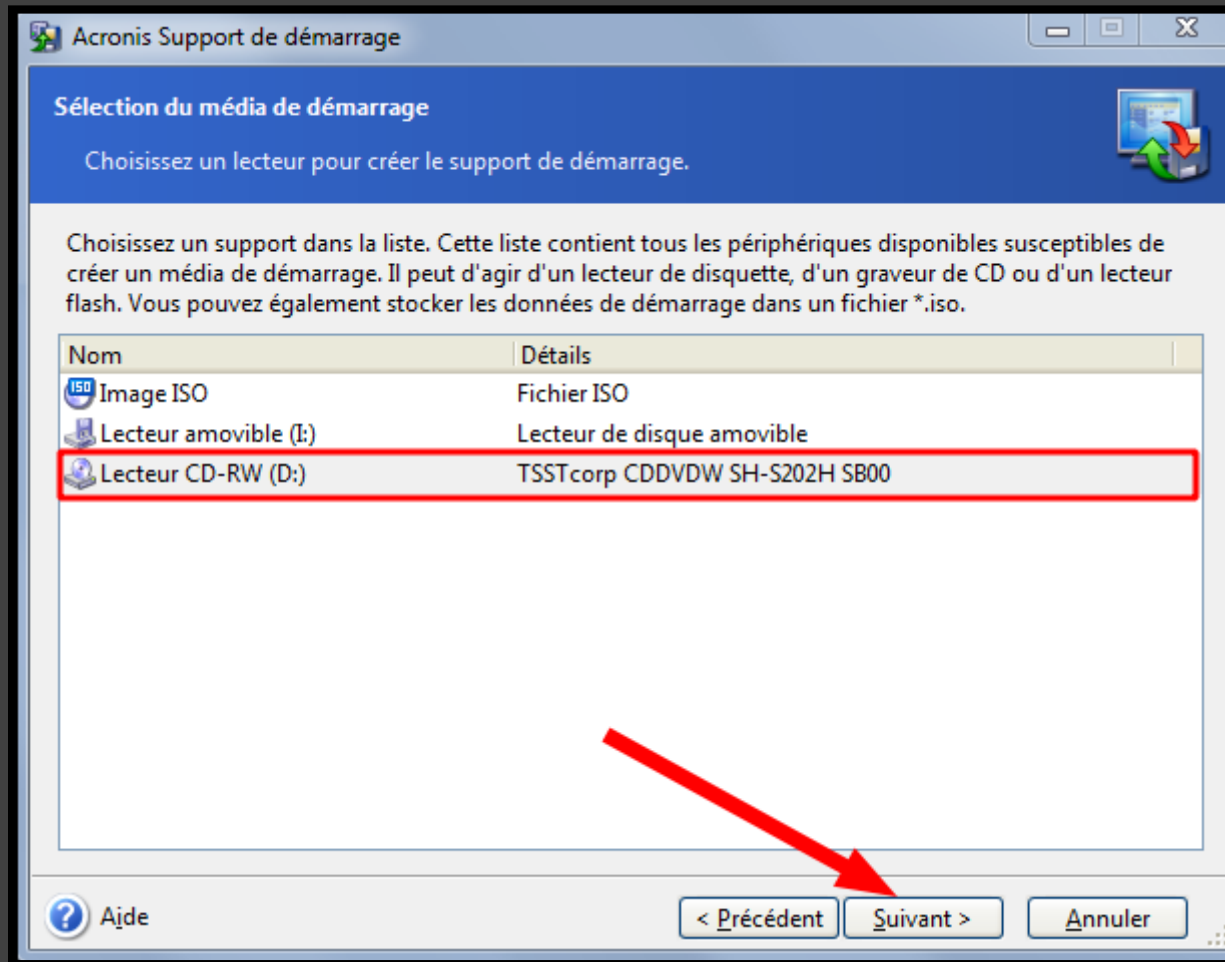 Acronis Support de démarrage
Sélection du média de démarrage
Choisissez un lecteur pour créer le support de démarrage.
Choisissez un support dans la liste. Cette liste contient tous les périphériques disponibles susceptibles de
créer un média de démarrage. Il peut d'agir d'un lecteur de disquette, d'un graveur de CD ou d'un lecteur
flash. Vous pouvez également stocker les données de démarrage dans un fichier *.iso.
Nom Détails
ISO Image ISO Fichier ISO
Lecteur amovible (I:) Lecteur de disque amovible
Lecteur CD-RW (D:) TSSTcorp CDDVDW SH-S202H SB00
? Aide < Précédent Suivant > Annuler